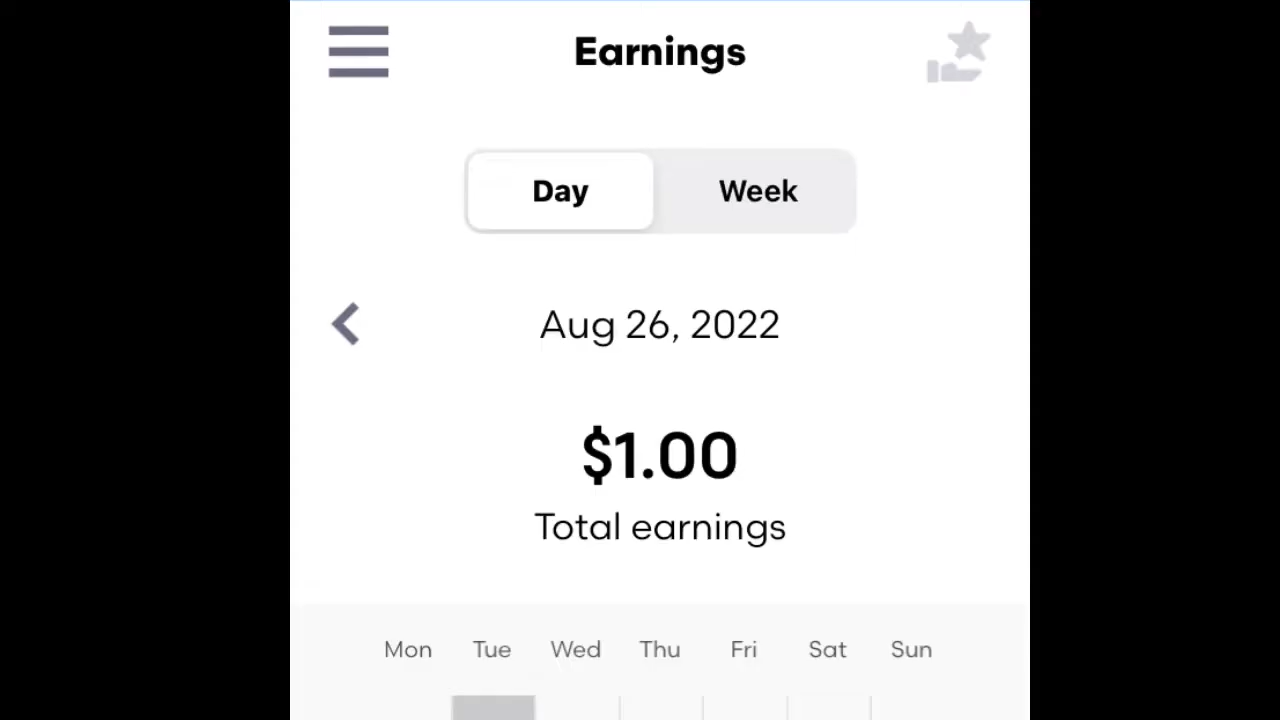 Earnings
Day Week
Aug 26, 2022
$1.00
Total earnings
Mon Tue Wed Thu Fri Sat Sun